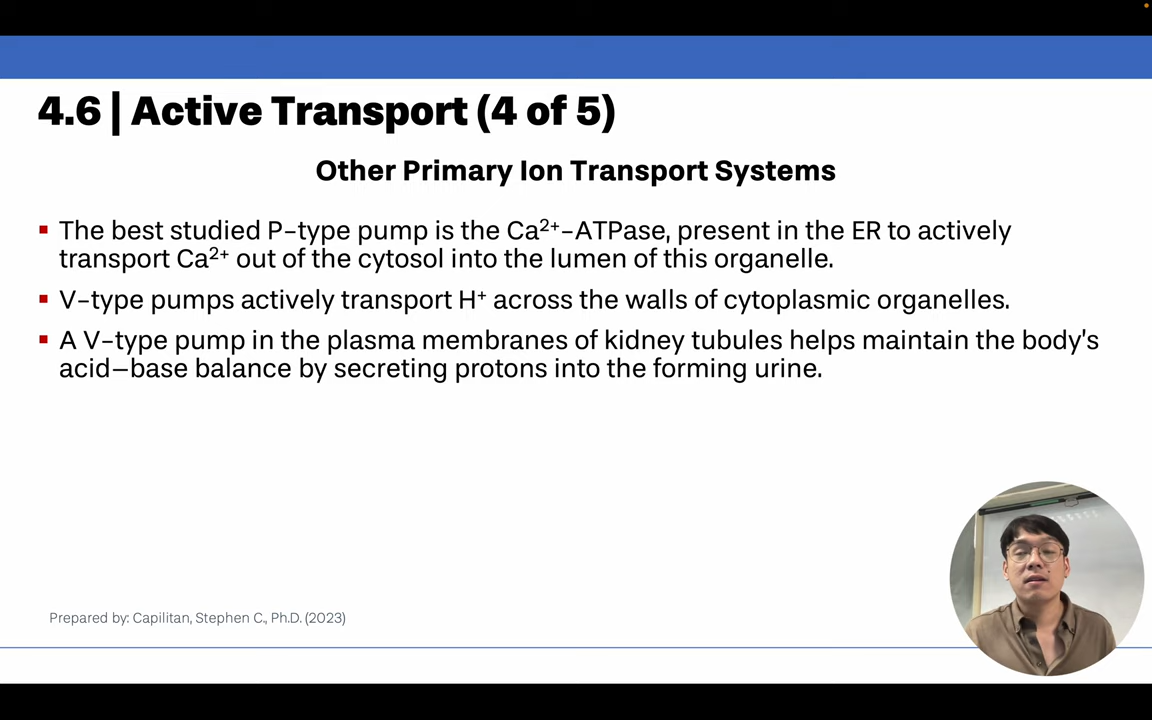 4.6 | Active Transport (4 of 5)
Other Primary Ion Transport Systems
▪ The best studied P-type pump is the Ca²⁺-ATPase, present in the ER to actively
transport Ca²⁺ out of the cytosol into the lumen of this organelle.
▪ V-type pumps actively transport H⁺ across the walls of cytoplasmic organelles.
▪ A V-type pump in the plasma membranes of kidney tubules helps maintain the body's
acid–base balance by secreting protons into the forming urine.
Prepared by: Capilitan, Stephen C., Ph.D. (2023)